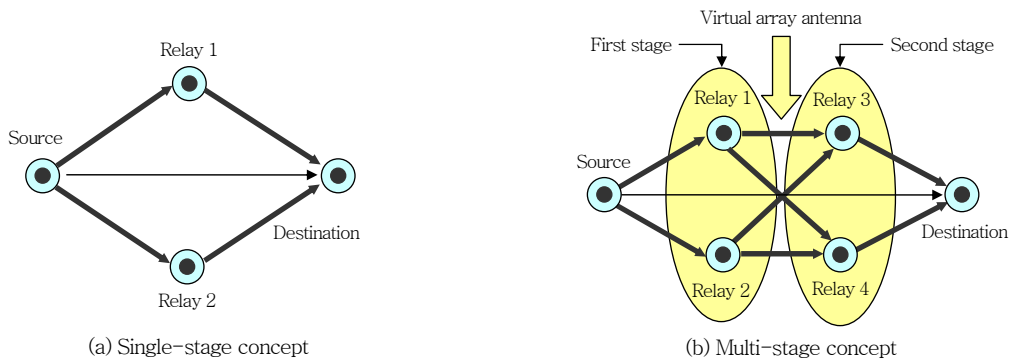 Relay 1
Source
Destination
Relay 2
(a) Single-stage concept
Virtual array antenna
First stage
Second stage
Relay 1
Relay 3
Source
Destination
Relay 2
Relay 4
(b) Multi-stage concept